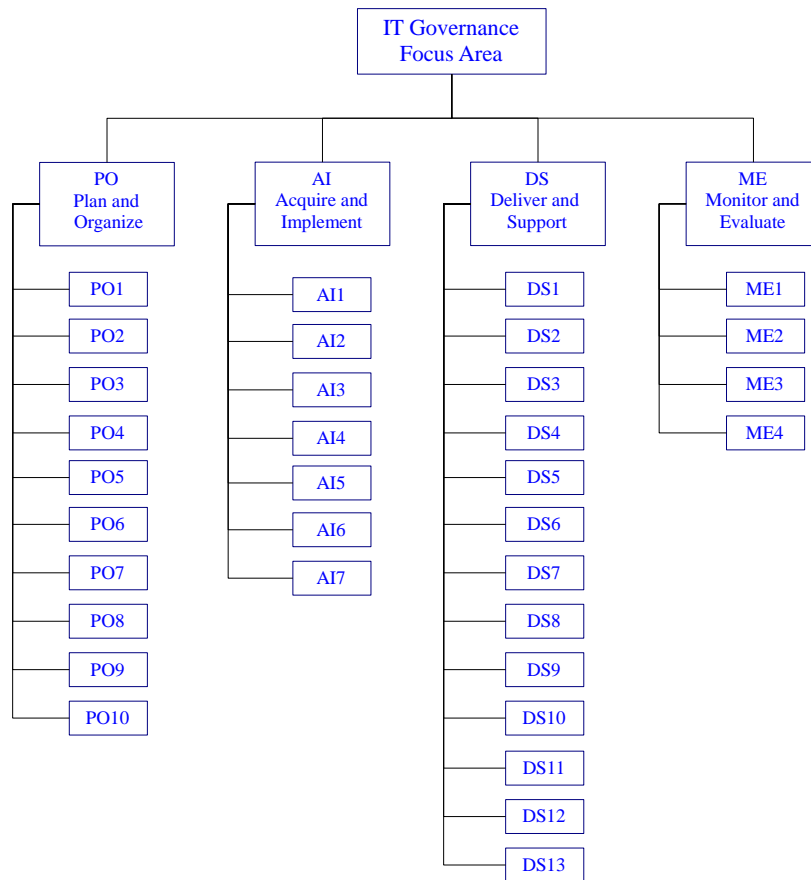 IT Governance
Focus Area
PO
Plan and
Organize
AI
Acquire and
Implement
DS
Deliver and
Support
ME
Monitor and
Evaluate
PO1
PO2
PO3
PO4
PO5
PO6
PO7
PO8
PO9
PO10
AI1
AI2
AI3
AI4
AI5
AI6
AI7
DS1
DS2
DS3
DS4
DS5
DS6
DS7
DS8
DS9
DS10
DS11
DS12
DS13
ME1
ME2
ME3
ME4